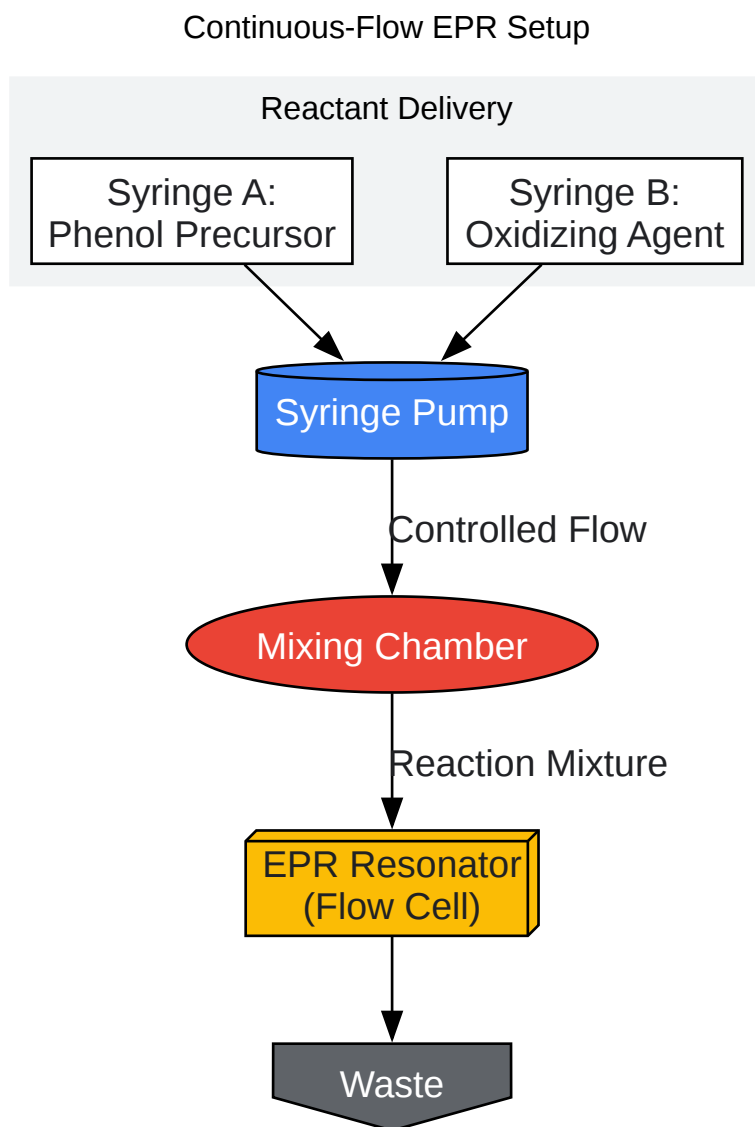 Continuous-Flow EPR Setup
Reactant Delivery
Syringe A:
Phenol Precursor
Syringe B:
Oxidizing Agent
Syringe Pump
Controlled Flow
Mixing Chamber
Reaction Mixture
EPR Resonator
(Flow Cell)
Waste